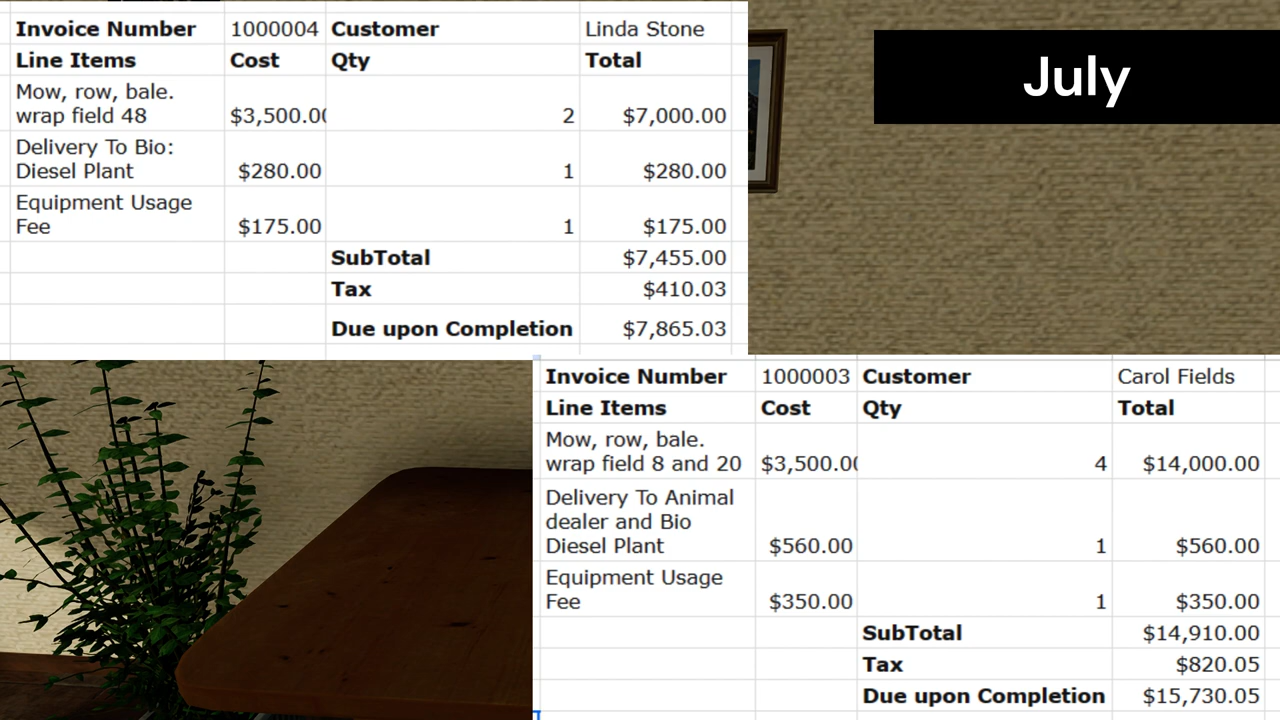 Invoice Number 1000004 Customer Linda Stone
Line Items Cost Qty Total
Mow, row, bale.
wrap field 48 $3,500.00 2 $7,000.00
Delivery To Bio:
Diesel Plant $280.00 1 $280.00
Equipment Usage
Fee $175.00 1 $175.00
SubTotal $7,455.00
Tax $410.03
Due upon Completion $7,865.03
July
Invoice Number 1000003 Customer Carol Fields
Line Items Cost Qty Total
Mow, row, bale.
wrap field 8 and 20 $3,500.00 4 $14,000.00
Delivery To Animal
dealer and Bio
Diesel Plant $560.00 1 $560.00
Equipment Usage
Fee $350.00 1 $350.00
SubTotal $14,910.00
Tax $820.05
Due upon Completion $15,730.05